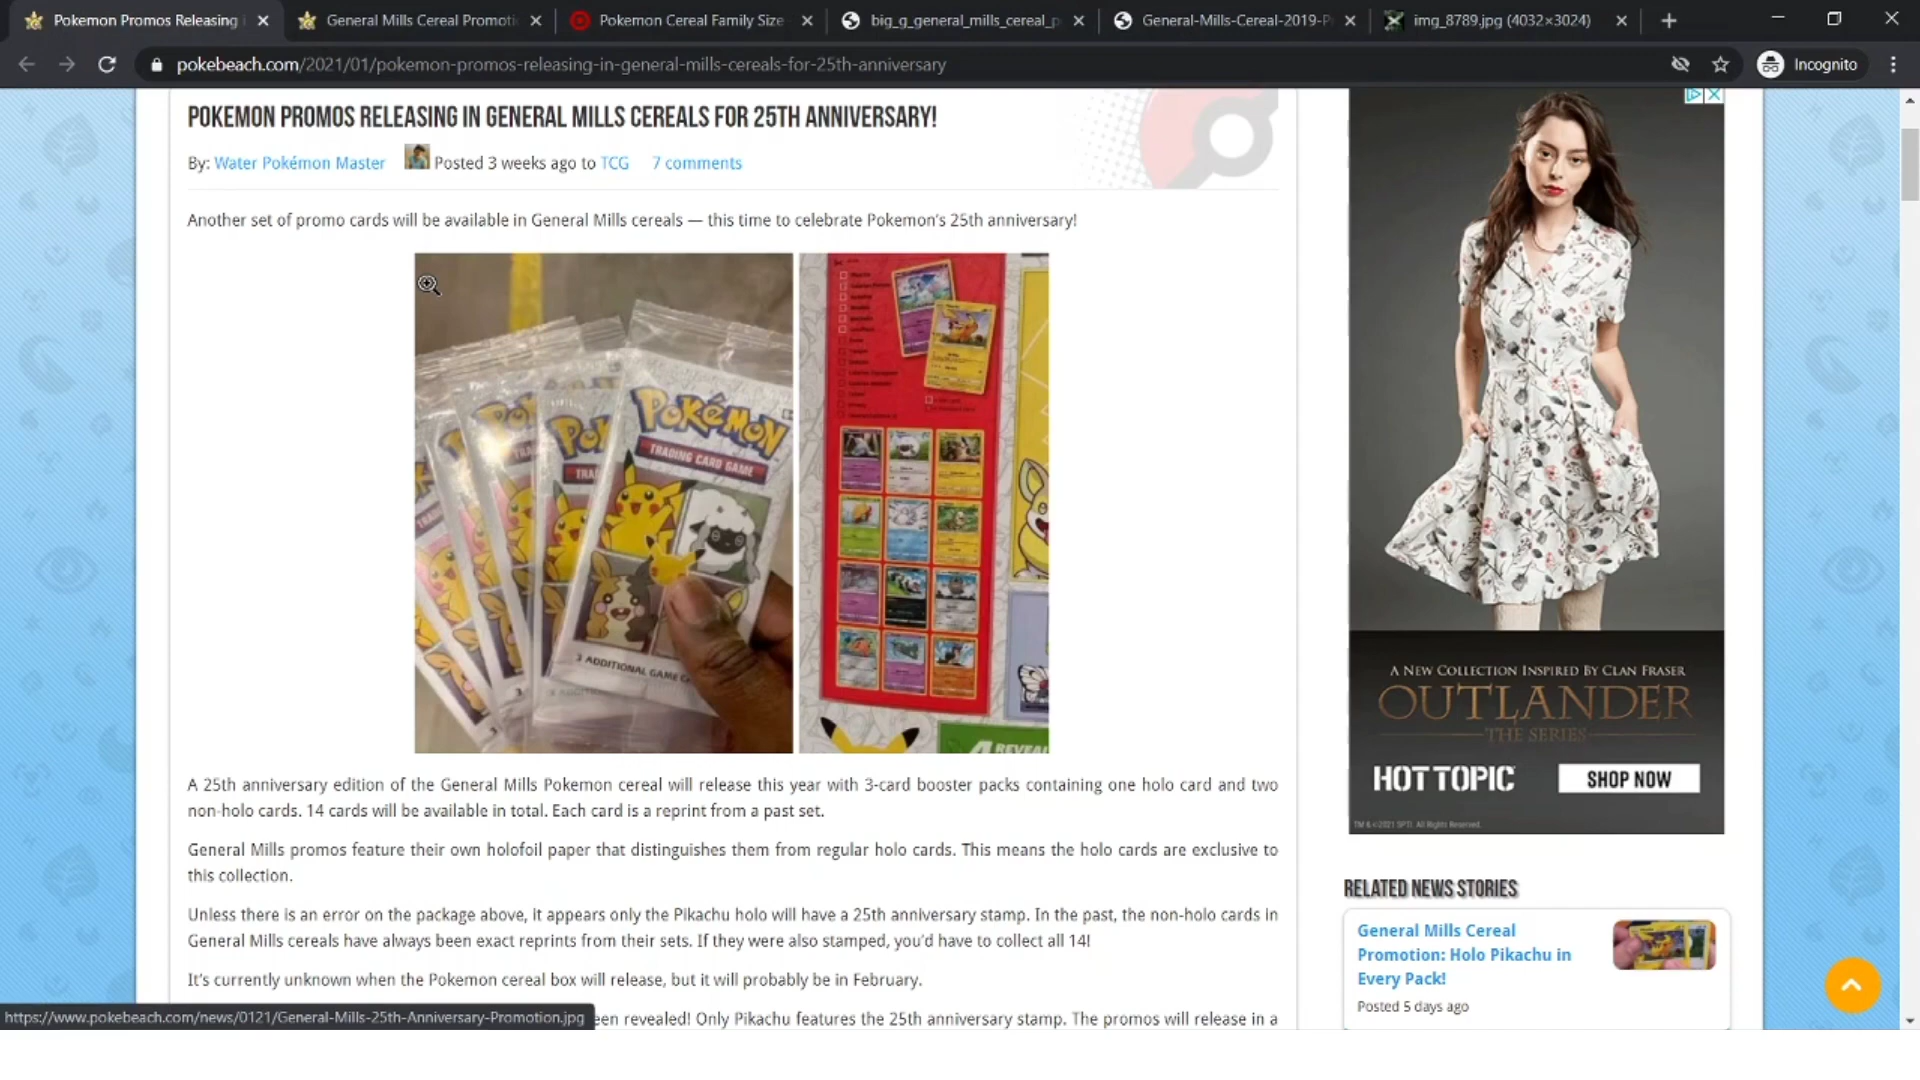 Pokemon Promos Releasing
General Mills Cereal Promoti
Pokemon Cereal Family Size
big_g_general_mills_cereal_p
General-Mills-Cereal-2019-P
img_8789.jpg (4032×3024)
pokebeach.com/2021/01/pokemon-promos-releasing-in-general-mills-cereals-for-25th-anniversary
Incognito
POKEMON PROMOS RELEASING IN GENERAL MILLS CEREALS FOR 25TH ANNIVERSARY!
By: Water Pokémon Master Posted 3 weeks ago to TCG 7 comments
Another set of promo cards will be available in General Mills cereals — this time to celebrate Pokemon's 25th anniversary!
POKéMON
TRADING CARD GAME
3 ADDITIONAL GAME C
4 REVEAL
A 25th anniversary edition of the General Mills Pokemon cereal will release this year with 3-card booster packs containing one holo card and two
non-holo cards. 14 cards will be available in total. Each card is a reprint from a past set.
General Mills promos feature their own holofoil paper that distinguishes them from regular holo cards. This means the holo cards are exclusive to
this collection.
Unless there is an error on the package above, it appears only the Pikachu holo will have a 25th anniversary stamp. In the past, the non-holo cards in
General Mills cereals have always been exact reprints from their sets. If they were also stamped, you'd have to collect all 14!
It's currently unknown when the Pokemon cereal box will release, but it will probably be in February.
een revealed! Only Pikachu features the 25th anniversary stamp. The promos will release in a
https://www.pokebeach.com/news/0121/General-Mills-25th-Anniversary-Promotion.jpg
A NEW COLLECTION INSPIRED BY CLAN FRASER
OUTLANDER
THE SERIES
HOT TOPIC
SHOP NOW
TM & ©2021 SPTI. All Rights Reserved.
RELATED NEWS STORIES
General Mills Cereal
Promotion: Holo Pikachu in
Every Pack!
Posted 5 days ago